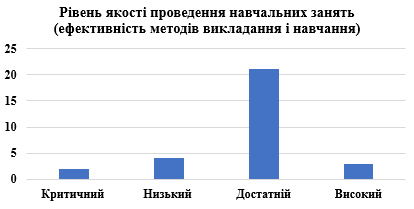 Рівень якості проведення навчальних занять
(ефективність методів викладання і навчання)
25
20
15
10
5
0
Критичний Низький Достатній Високий